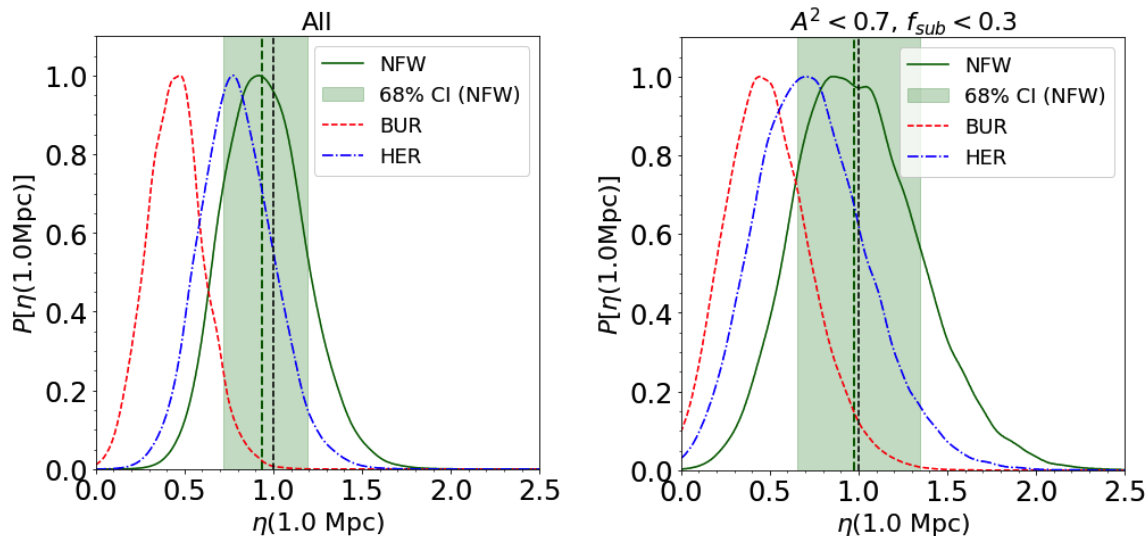 All
P[η(1.0Mpc)]
1.0
0.8
0.6
0.4
0.2
0.0
NFW
68% CI (NFW)
BUR
HER
0.0 0.5 1.0 1.5 2.0 2.5
η(1.0 Mpc)
A² < 0.7, f_sub < 0.3
P[η(1.0Mpc)]
1.0
0.8
0.6
0.4
0.2
0.0
NFW
68% CI (NFW)
BUR
HER
0.0 0.5 1.0 1.5 2.0 2.5
η(1.0 Mpc)